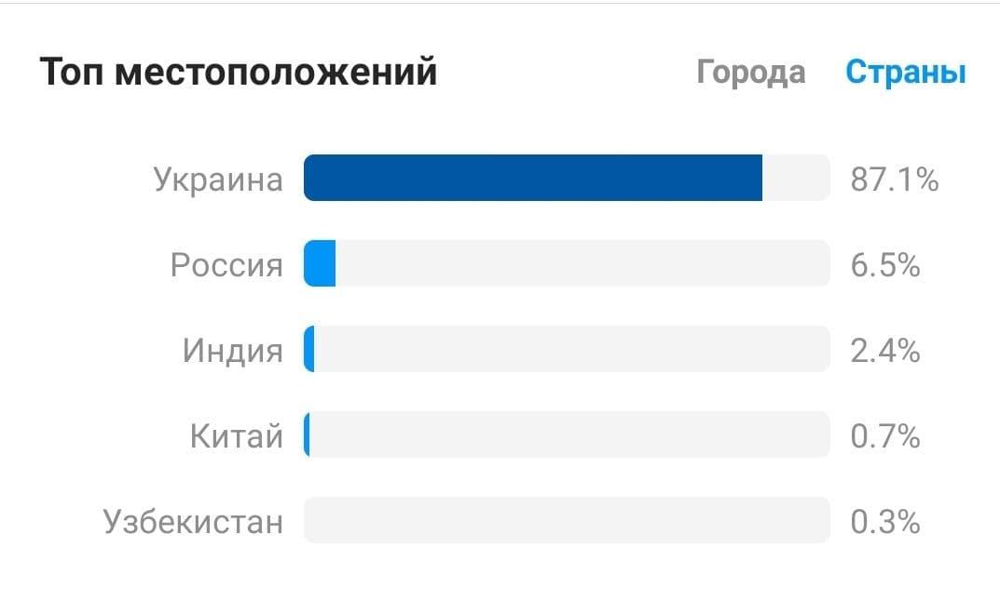 Топ местоположений Города Страны
Украина 87.1%
Россия 6.5%
Индия 2.4%
Китай 0.7%
Узбекистан 0.3%